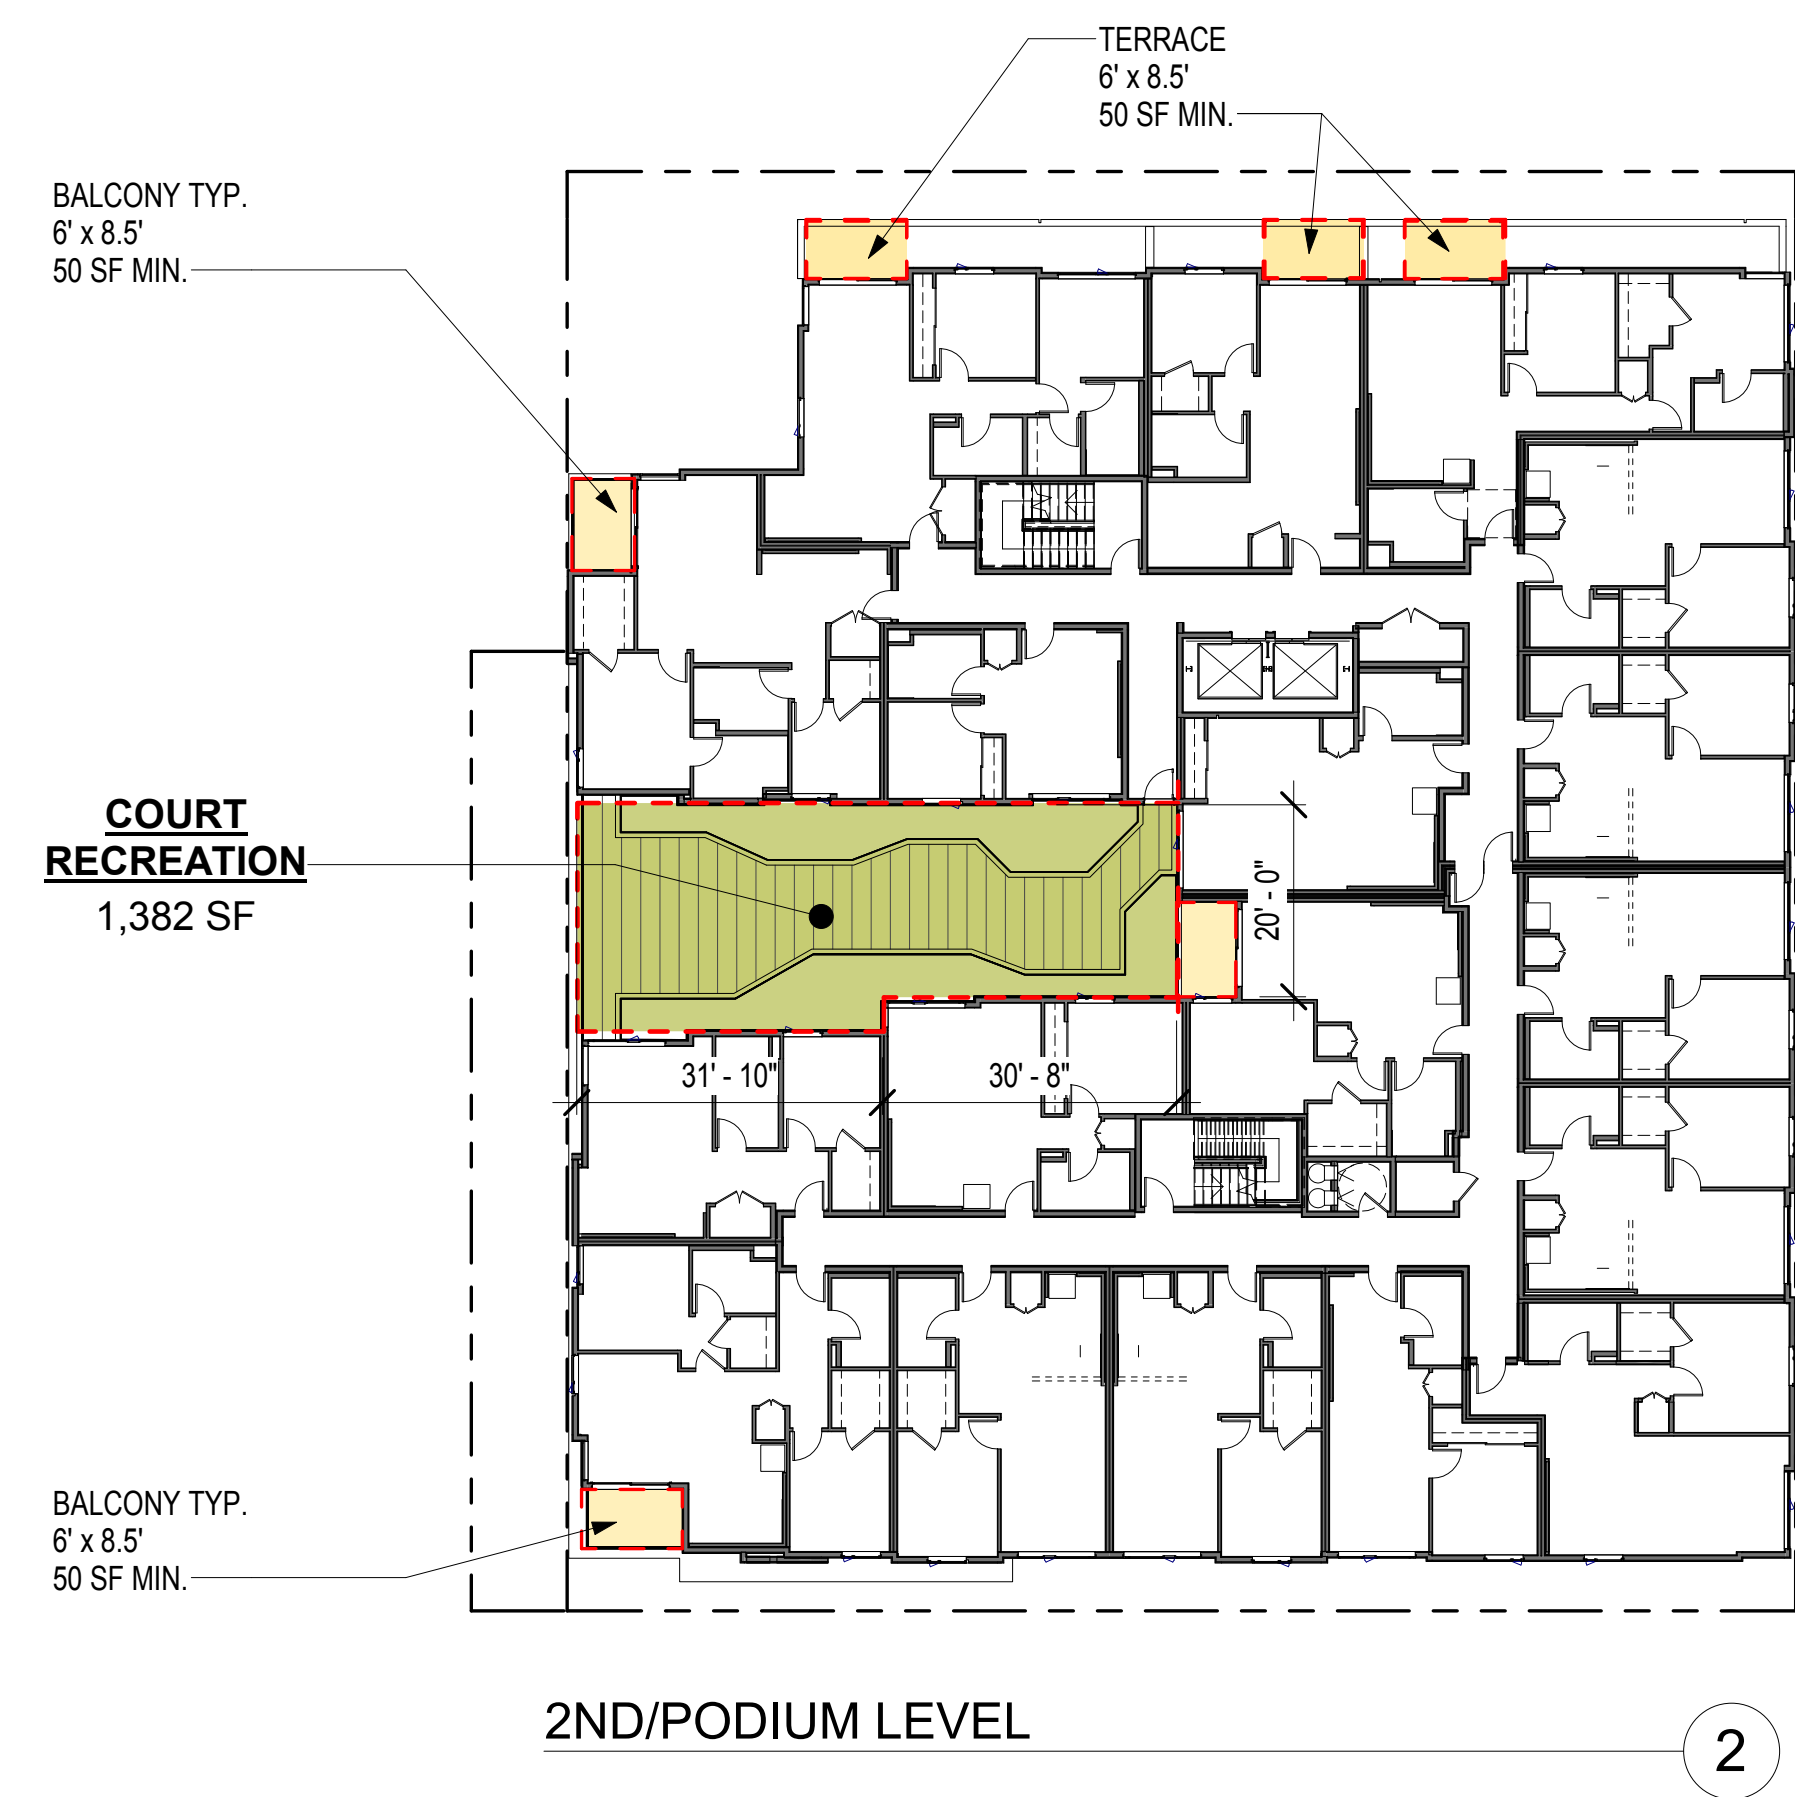 TERRACE
6' x 8.5'
50 SF MIN.
BALCONY TYP.
6' x 8.5'
50 SF MIN.
COURT
RECREATION
1,382 SF
20' - 0"
31' - 10"
30' - 8"
BALCONY TYP.
6' x 8.5'
50 SF MIN.
2ND/PODIUM LEVEL
2